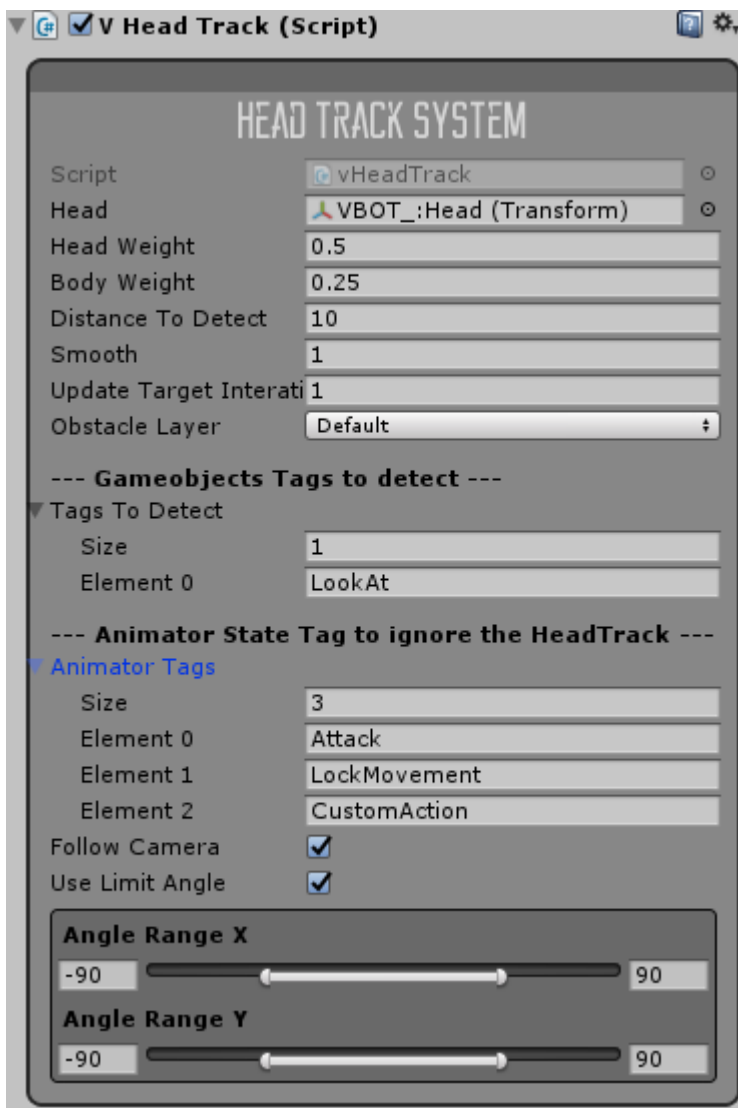 V Head Track (Script)
HEAD TRACK SYSTEM
Script vHeadTrack
Head VBOT_:Head (Transform)
Head Weight 0.5
Body Weight 0.25
Distance To Detect 10
Smooth 1
Update Target Interati 1
Obstacle Layer Default
--- Gameobjects Tags to detect ---
Tags To Detect
Size 1
Element 0 LookAt
--- Animator State Tag to ignore the HeadTrack ---
Animator Tags
Size 3
Element 0 Attack
Element 1 LockMovement
Element 2 CustomAction
Follow Camera
Use Limit Angle
Angle Range X
-90 90
Angle Range Y
-90 90